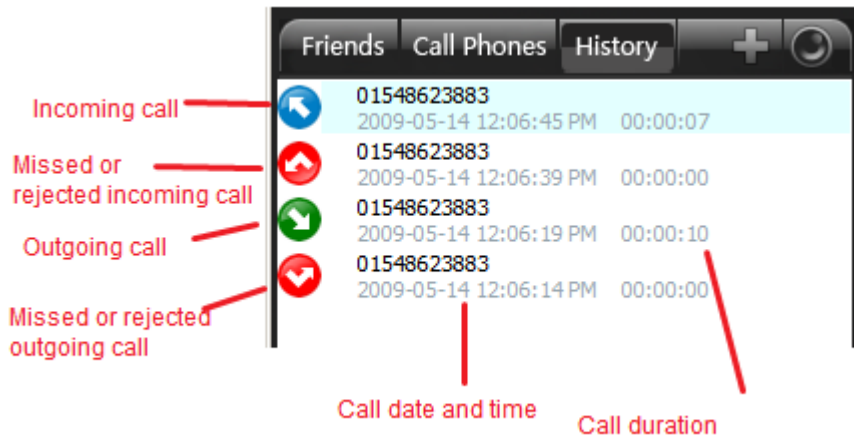 Friends Call Phones History
Incoming call
01548623883
2009-05-14 12:06:45 PM 00:00:07
Missed or
rejected incoming call
01548623883
2009-05-14 12:06:39 PM 00:00:00
Outgoing call
01548623883
2009-05-14 12:06:19 PM 00:00:10
Missed or rejected
outgoing call
01548623883
2009-05-14 12:06:14 PM 00:00:00
Call date and time
Call duration